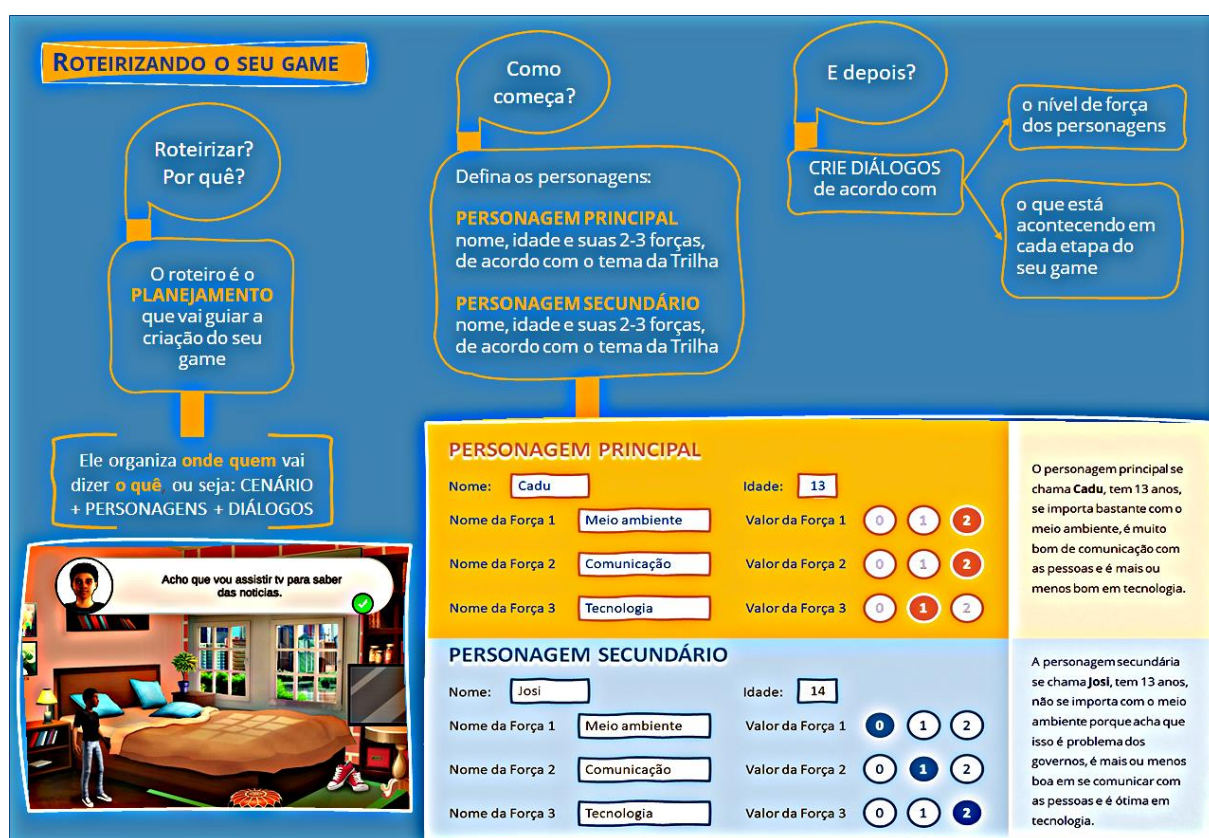 ROTEIRIZANDO O SEU GAME
Roteirizar?
Por quê?
O roteiro é o
PLANEJAMENTO
que vai guiar a
criação do seu
game
Ele organiza onde quem vai
dizer o quê, ou seja: CENÁRIO
+ PERSONAGENS + DIÁLOGOS
Acho que vou assistir tv para saber
das noticias.
Como
começa?
Defina os personagens:
PERSONAGEM PRINCIPAL
nome, idade e suas 2-3 forças,
de acordo com o tema da Trilha
PERSONAGEM SECUNDÁRIO
nome, idade e suas 2-3 forças,
de acordo com o tema da Trilha
E depois?
CRIE DIÁLOGOS
de acordo com
o nível de força
dos personagens
o que está
acontecendo em
cada etapa do
seu game
PERSONAGEM PRINCIPAL
Nome: Cadu Idade: 13
Nome da Força 1 Meio ambiente Valor da Força 1 0 1 2
Nome da Força 2 Comunicação Valor da Força 2 0 1 2
Nome da Força 3 Tecnologia Valor da Força 3 0 1 2
O personagem principal se
chama Cadu, tem 13 anos,
se importa bastante com o
meio ambiente, é muito
bom de comunicação com
as pessoas e é mais ou
menos bom em tecnologia.
PERSONAGEM SECUNDÁRIO
Nome: Josi Idade: 14
Nome da Força 1 Meio ambiente Valor da Força 1 0 1 2
Nome da Força 2 Comunicação Valor da Força 2 0 1 2
Nome da Força 3 Tecnologia Valor da Força 3 0 1 2
A personagem secundária
se chama Josi, tem 13 anos,
não se importa com o meio
ambiente porque acha que
isso é problema dos
governos, é mais ou menos
boa em se comunicar com
as pessoas e é ótima em
tecnologia.